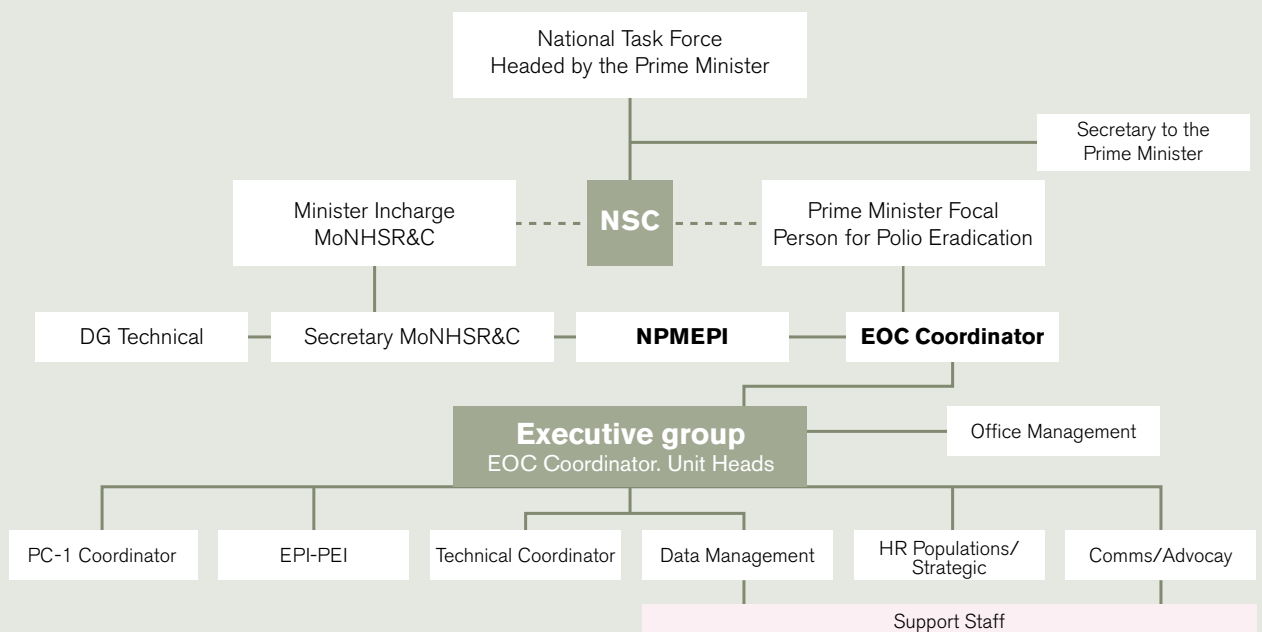 National Task Force
Headed by the Prime Minister
Secretary to the
Prime Minister
Minister Incharge
MoNHSR&C
NSC
Prime Minister Focal
Person for Polio Eradication
DG Technical
Secretary MoNHSR&C
NPMEPI
EOC Coordinator
Executive group
EOC Coordinator. Unit Heads
Office Management
PC-1 Coordinator
EPI-PEI
Technical Coordinator
Data Management
HR Populations/
Strategic
Comms/Advocay
Support Staff